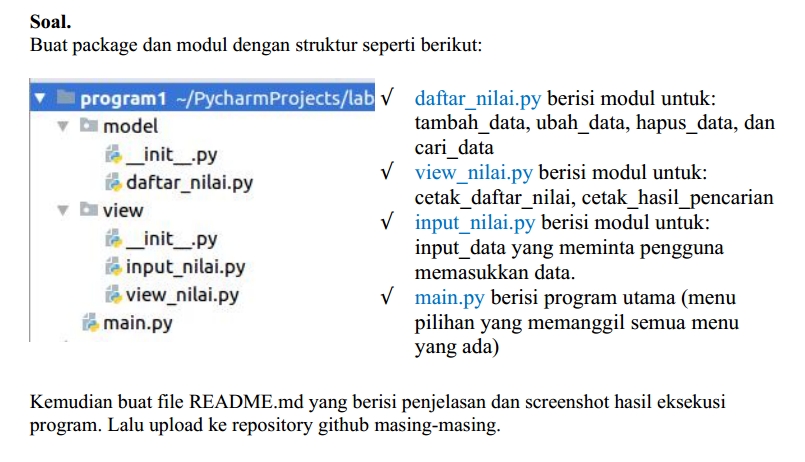 Soal.
Buat package dan modul dengan struktur seperti berikut:
program1 ~/PycharmProjects/lab
model
__init__.py
daftar_nilai.py
view
__init__.py
input_nilai.py
view_nilai.py
main.py
√ daftar_nilai.py berisi modul untuk:
tambah_data, ubah_data, hapus_data, dan
cari_data
√ view_nilai.py berisi modul untuk:
cetak_daftar_nilai, cetak_hasil_pencarian
√ input_nilai.py berisi modul untuk:
input_data yang meminta pengguna
memasukkan data.
√ main.py berisi program utama (menu
pilihan yang memanggil semua menu
yang ada)
Kemudian buat file README.md yang berisi penjelasan dan screenshot hasil eksekusi
program. Lalu upload ke repository github masing-masing.